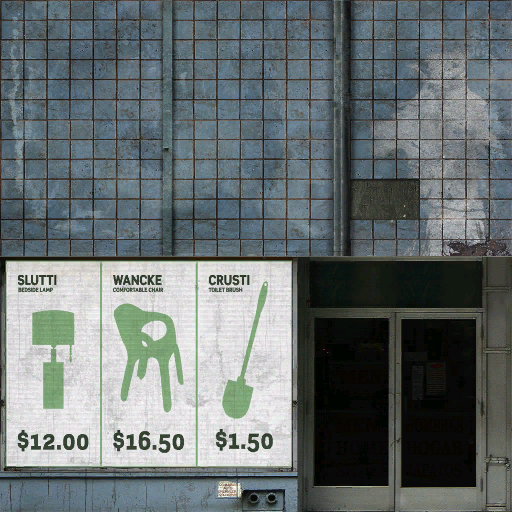 SLUTTI
BEDSIDE LAMP
WANCKE
COMFORTABLE CHAIR
CRUSTI
TOILET BRUSH
$12.00
$16.50
$1.50